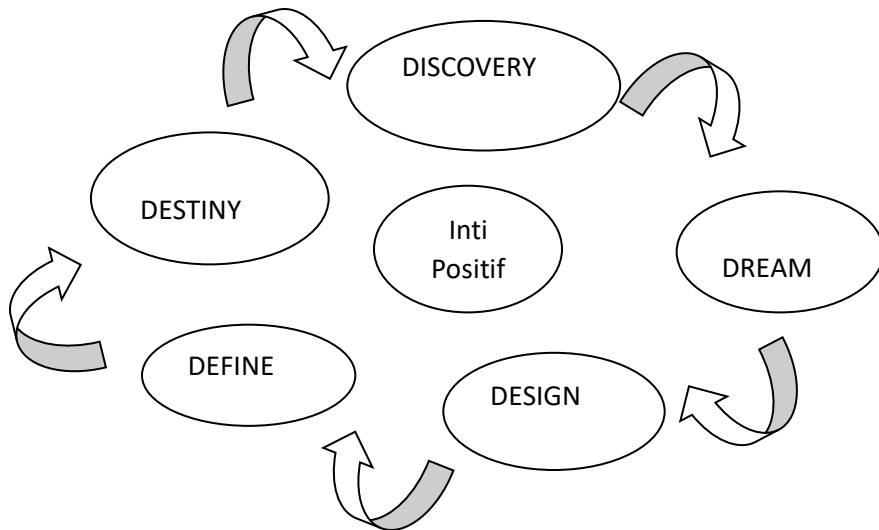 DISCOVERY
DESTINY
Inti
Positif
DREAM
DEFINE
DESIGN